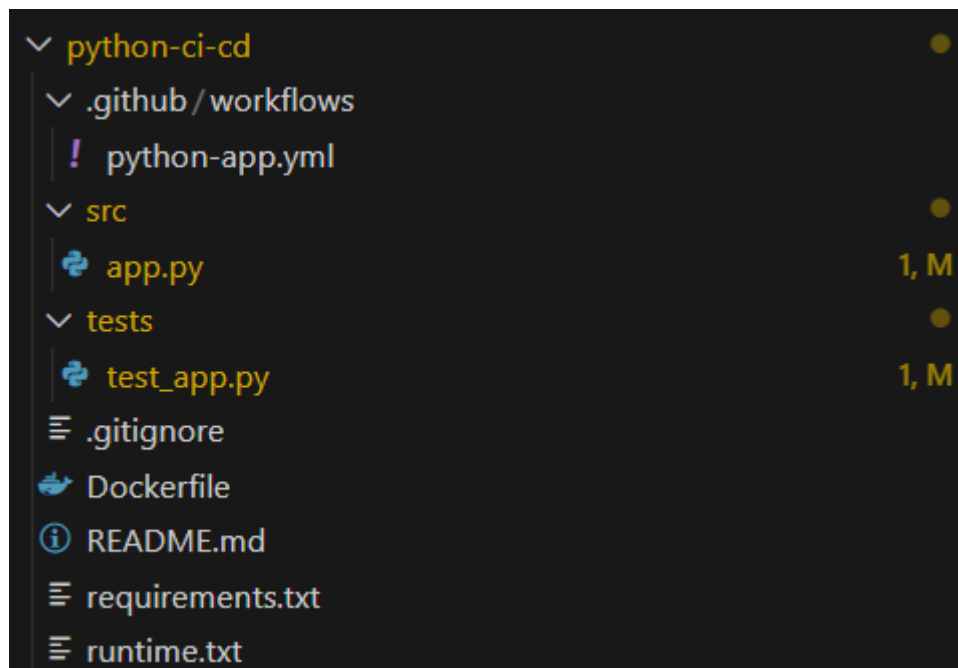 python-ci-cd
.github/workflows
! python-app.yml
src
app.py 1, M
tests
test_app.py 1, M
.gitignore
Dockerfile
README.md
requirements.txt
runtime.txt